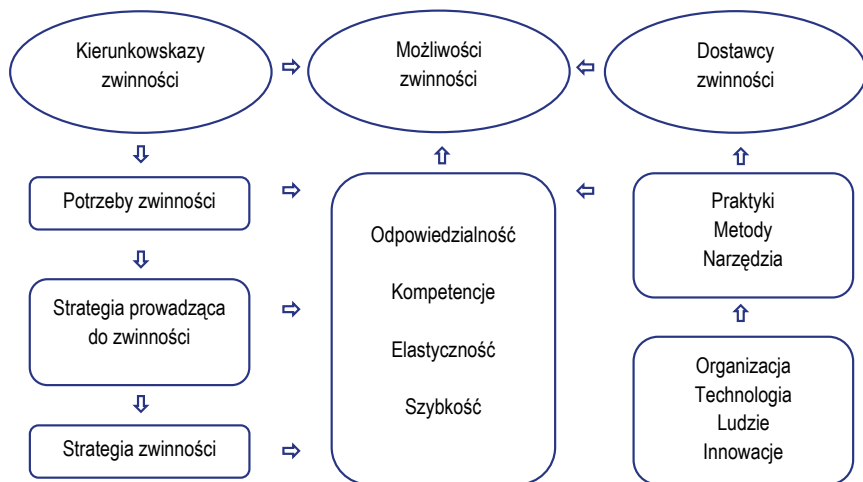 Kierunkowskazy
zwinności
Możliwości
zwinności
Dostawcy
zwinności
Potrzeby zwinności
Strategia prowadząca
do zwinności
Strategia zwinności
Odpowiedzialność
Kompetencje
Elastyczność
Szybkość
Praktyki
Metody
Narzędzia
Organizacja
Technologia
Ludzie
Innowacje